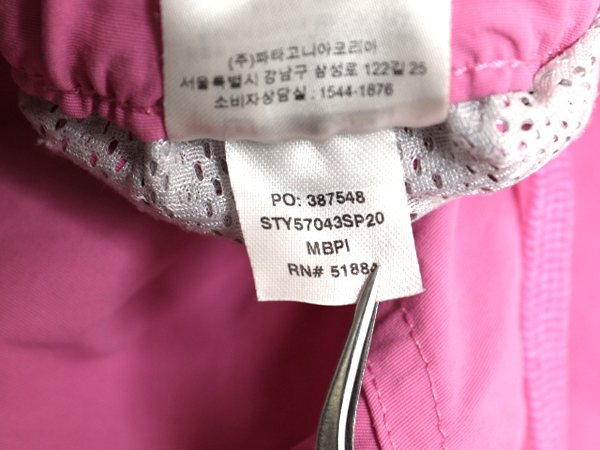 (주)파타고니아코리아
서울특별시 강남구 삼성로 122길 25
소비자상담실 : 1544-1876
PO: 387548
STY57043SP20
MBPI
RN# 51884